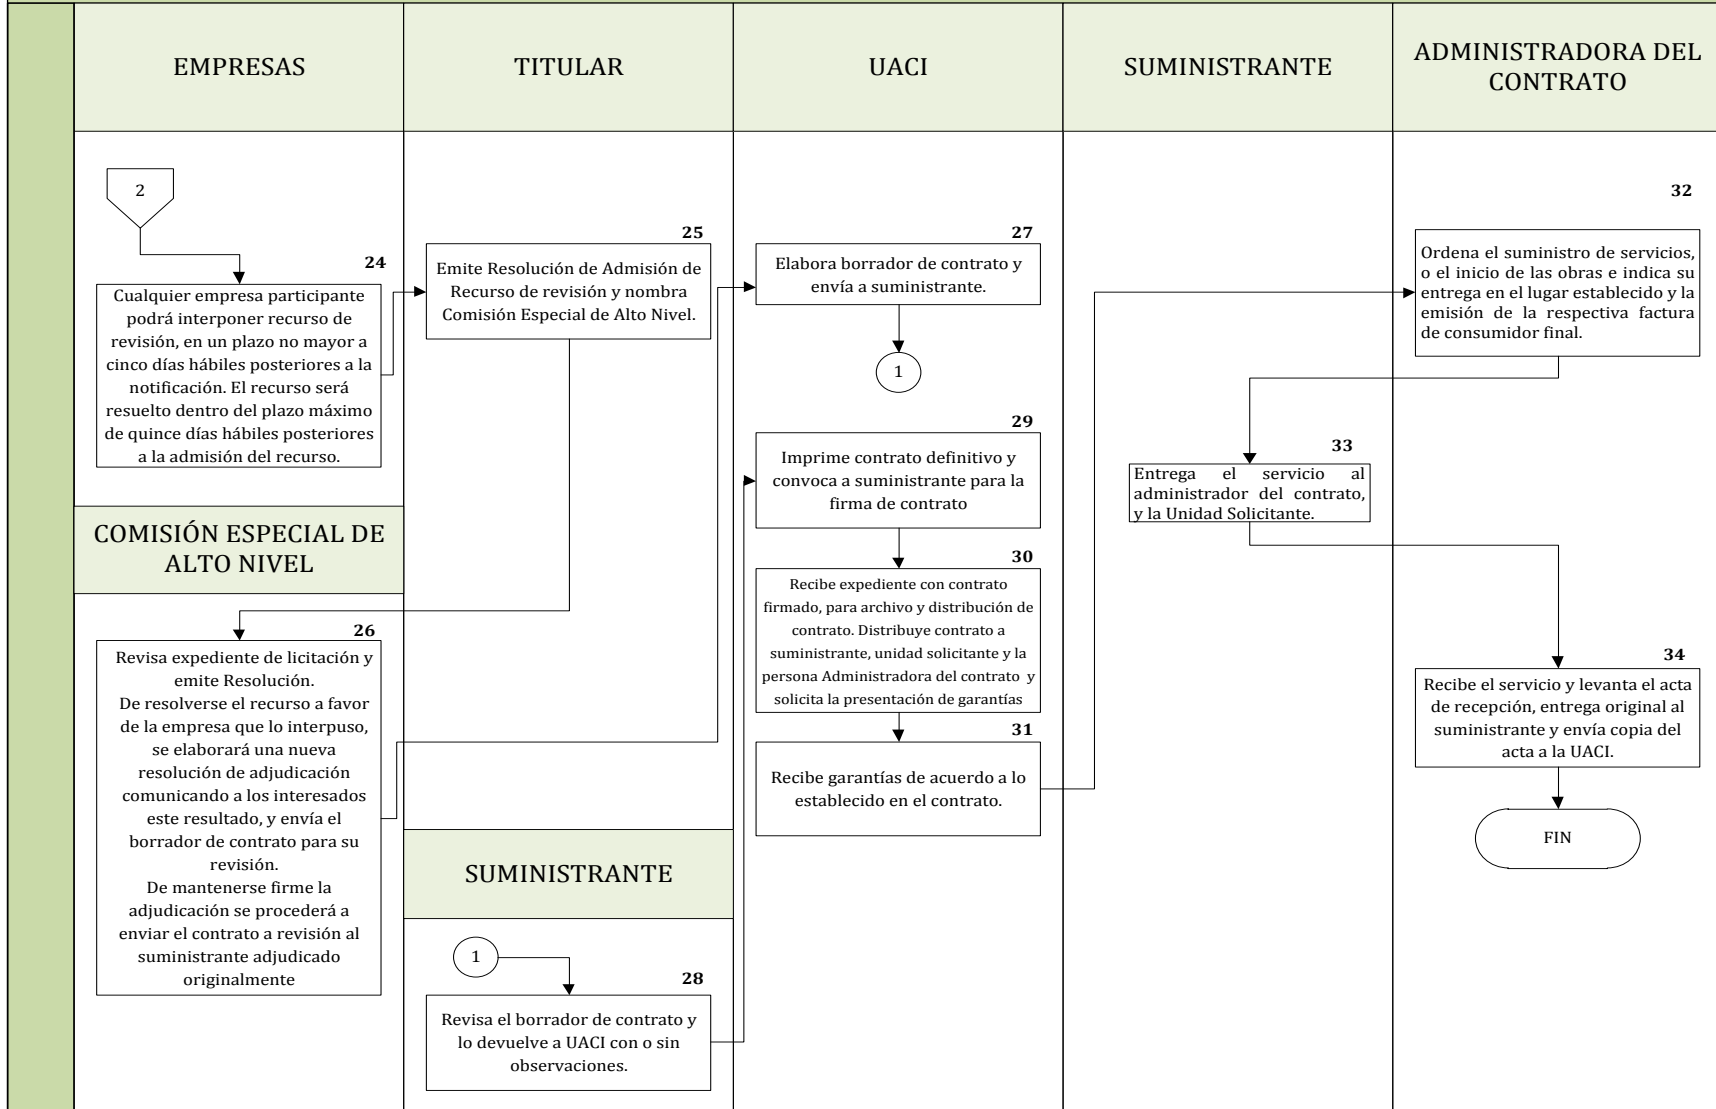 EMPRESAS
TITULAR
UACI
SUMINISTRANTE
ADMINISTRADORA DEL
CONTRATO
2
24
Cualquier empresa participante
podrá interponer recurso de
revisión, en un plazo no mayor a
cinco días hábiles posteriores a la
notificación. El recurso será
resuelto dentro del plazo máximo
de quince días hábiles posteriores
a la admisión del recurso.
25
Emite Resolución de Admisión de
Recurso de revisión y nombra
Comisión Especial de Alto Nivel.
COMISIÓN ESPECIAL DE
ALTO NIVEL
26
Revisa expediente de licitación y
emite Resolución.
De resolverse el recurso a favor
de la empresa que lo interpuso,
se elaborará una nueva
resolución de adjudicación
comunicando a los interesados
este resultado, y envía el
borrador de contrato para su
revisión.
De mantenerse firme la
adjudicación se procederá a
enviar el contrato a revisión al
suministrante adjudicado
originalmente
27
Elabora borrador de contrato y
envía a suministrante.
1
SUMINISTRANTE
1
28
Revisa el borrador de contrato y
lo devuelve a UACI con o sin
observaciones.
29
Imprime contrato definitivo y
convoca a suministrante para la
firma de contrato
30
Recibe expediente con contrato
firmado, para archivo y distribución de
contrato. Distribuye contrato a
suministrante, unidad solicitante y la
persona Administradora del contrato y
solicita la presentación de garantías
31
Recibe garantías de acuerdo a lo
establecido en el contrato.
32
Ordena el suministro de servicios,
o el inicio de las obras e indica su
entrega en el lugar establecido y la
emisión de la respectiva factura
de consumidor final.
33
Entrega el servicio al
administrador del contrato,
y la Unidad Solicitante.
34
Recibe el servicio y levanta el acta
de recepción, entrega original al
suministrante y envía copia del
acta a la UACI.
FIN